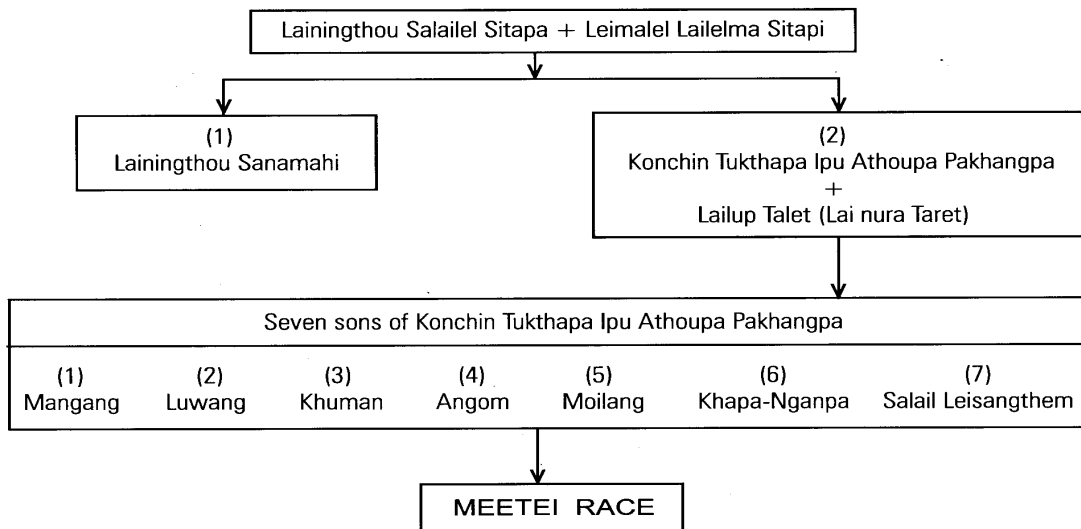 Lainingthou Salailel Sitapa + Leimalel Lailelma Sitapi
(1)
Lainingthou Sanamahi
(2)
Konchin Tukthapa Ipu Athoupa Pakhangpa
+
Lailup Talet (Lai nura Taret)
Seven sons of Konchin Tukthapa Ipu Athoupa Pakhangpa
(1) (2) (3) (4) (5) (6) (7)
Mangang Luwang Khuman Angom Moilang Khapa-Nganpa Salail Leisangthem
MEETEI RACE